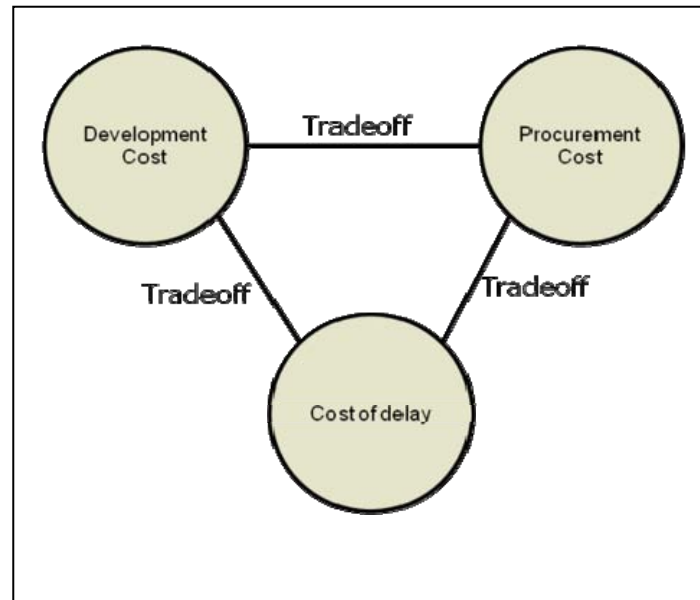 Tradeoff
Development
Cost
Procurement
Cost
Tradeoff
Tradeoff
Cost of delay